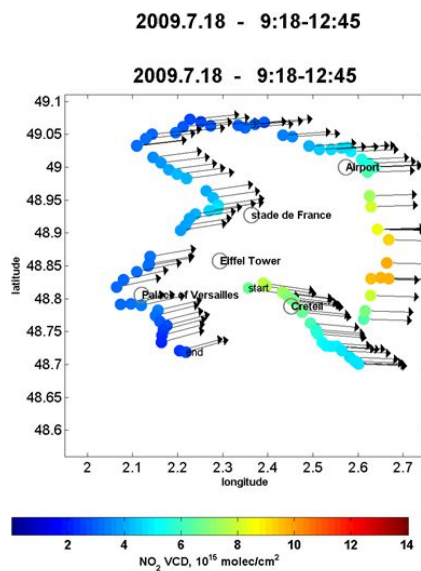 2009.7.18 - 9:18-12:45
2009.7.18 - 9:18-12:45
49.1
49.05
49
48.95
48.9
48.85
48.8
48.75
48.7
48.65
48.6
latitude
Airport
stade de France
Eiffel Tower
start
Palace of Versailles
Creteil
end
2 2.1 2.2 2.3 2.4 2.5 2.6 2.7
longitude
2 4 6 8 10 12 14
NO2 VCD, 10^15 molec/cm^2